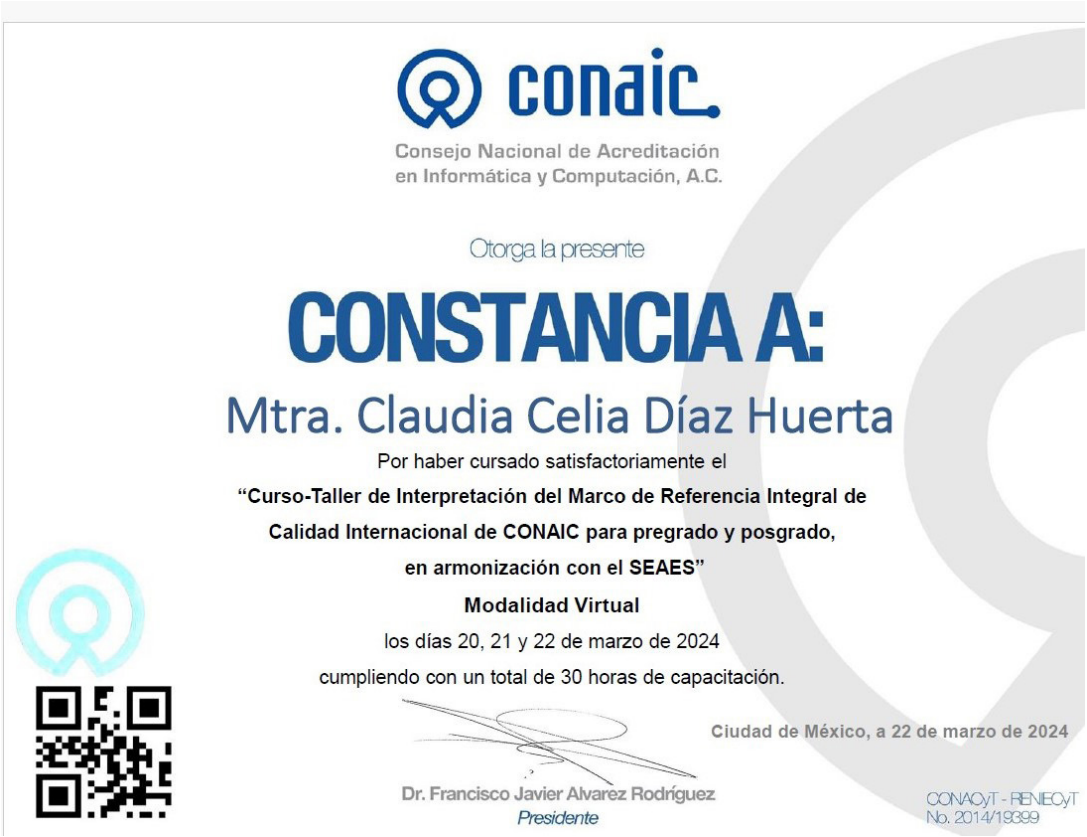 conaic.
Consejo Nacional de Acreditación
en Informática y Computación, A.C.
Otorga la presente
CONSTANCIA A:
Mtra. Claudia Celia Díaz Huerta
Por haber cursado satisfactoriamente el
“Curso-Taller de Interpretación del Marco de Referencia Integral de
Calidad Internacional de CONAIC para pregrado y posgrado,
en armonización con el SEAES”
Modalidad Virtual
los días 20, 21 y 22 de marzo de 2024
cumpliendo con un total de 30 horas de capacitación.
Ciudad de México, a 22 de marzo de 2024
Dr. Francisco Javier Alvarez Rodríguez
Presidente
CONACyT - RENIECyT
No. 2014/19399